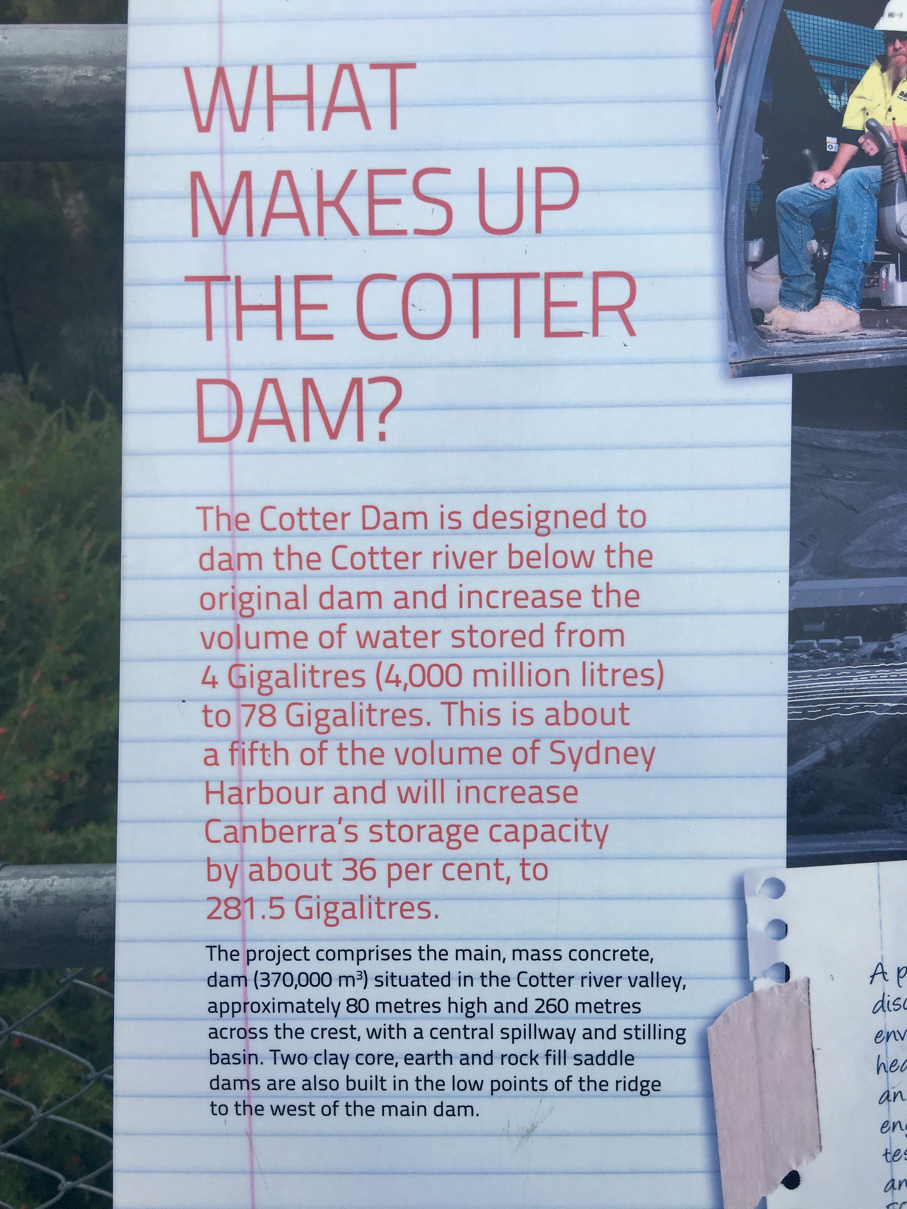 WHAT
MAKES UP
THE COTTER
DAM?
The Cotter Dam is designed to
dam the Cotter river below the
original dam and increase the
volume of water stored from
4 Gigalitres (4,000 million litres)
to 78 Gigalitres. This is about
a fifth of the volume of Sydney
Harbour and will increase
Canberra's storage capacity
by about 36 per cent, to
281.5 Gigalitres.
The project comprises the main, mass concrete,
dam (370,000 m³) situated in the Cotter river valley,
approximately 80 metres high and 260 metres
across the crest, with a central spillway and stilling
basin. Two clay core, earth and rock fill saddle
dams are also built in the low points of the ridge
to the west of the main dam.
A